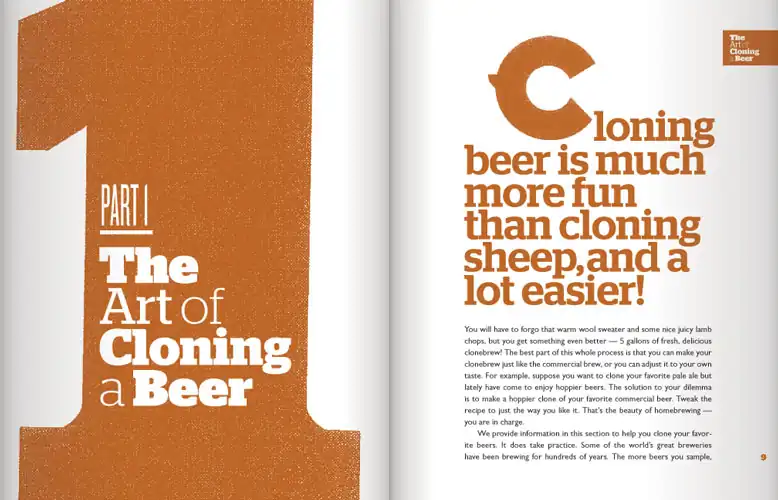 1
PART 1
The
Art of
Cloning
a Beer
The
Art of
Cloning
a Beer
Cloning
beer is much
more fun
than cloning
sheep,and a
lot easier!
You will have to forgo that warm wool sweater and some nice juicy lamb
chops, but you get something even better — 5 gallons of fresh, delicious
clonebrew! The best part of this whole process is that you can make your
clonebrew just like the commercial brew, or you can adjust it to your own
taste. For example, suppose you want to clone your favorite pale ale but
lately have come to enjoy hoppier beers. The solution to your dilemma
is to make a hoppier clone of your favorite commercial beer. Tweak the
recipe to just the way you like it. That's the beauty of homebrewing —
you are in charge.
We provide information in this section to help you clone your favor-
ite beers. It does take practice. Some of the world's great breweries
have been brewing for hundreds of years. The more beers you sample,
9